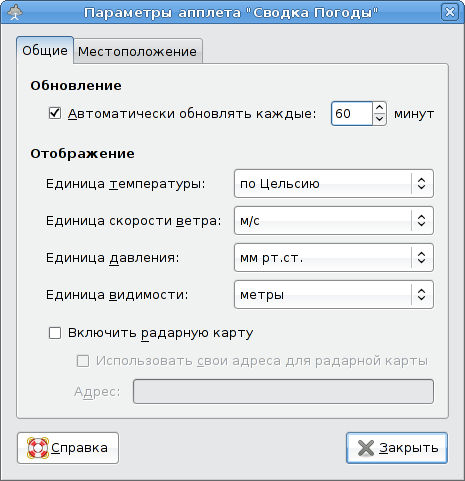 Параметры апплета "Сводка Погоды"
Общие Местоположение
Обновление
Автоматически обновлять каждые: 60 минут
Отображение
Единица температуры: по Цельсию
Единица скорости ветра: м/с
Единица давления: мм рт.ст.
Единица видимости: метры
Включить радарную карту
Использовать свои адреса для радарной карты
Адрес:
Справка Закрыть